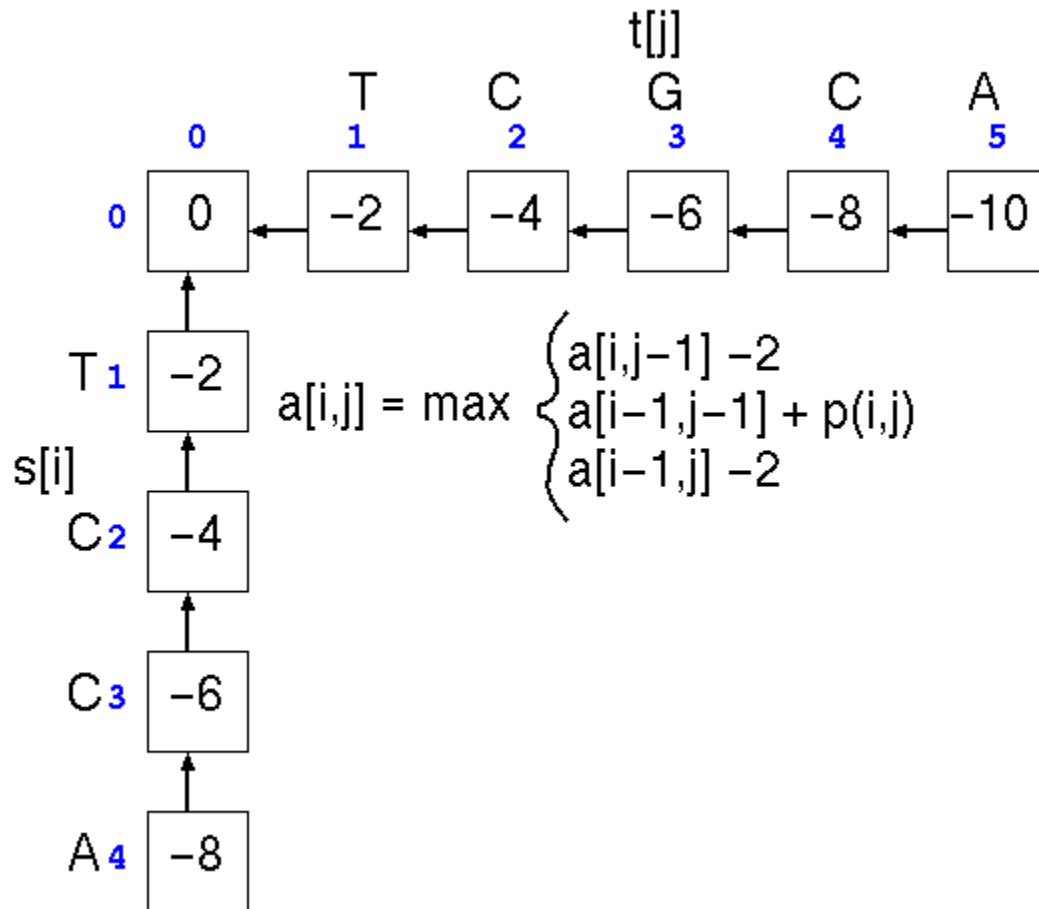 t[j]
T C G C A
0 1 2 3 4 5
0 0 −2 −4 −6 −8 −10
T 1 −2
a[i,j] = max
a[i,j−1] −2
a[i−1,j−1] + p(i,j)
a[i−1,j] −2
s[i]
C 2 −4
C 3 −6
A 4 −8